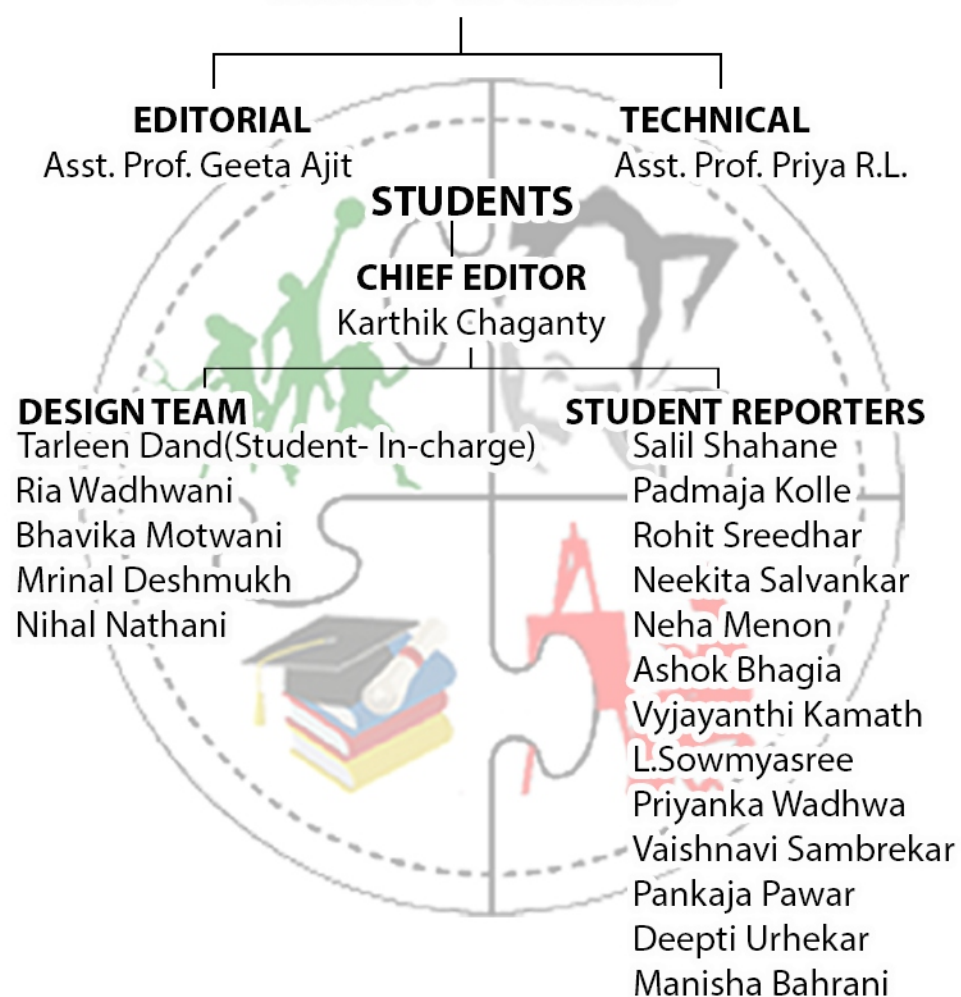 EDITORIAL
Asst. Prof. Geeta Ajit
TECHNICAL
Asst. Prof. Priya R.L.
STUDENTS
CHIEF EDITOR
Karthik Chaganty
DESIGN TEAM
Tarleen Dand(Student- In-charge)
Ria Wadhwani
Bhavika Motwani
Mrinal Deshmukh
Nihal Nathani
STUDENT REPORTERS
Salil Shahane
Padmaja Kolle
Rohit Sreedhar
Neekita Salvankar
Neha Menon
Ashok Bhagia
Vyjayanthi Kamath
L.Sowmyasree
Priyanka Wadhwa
Vaishnavi Sambrekar
Pankaja Pawar
Deepti Urhekar
Manisha Bahrani